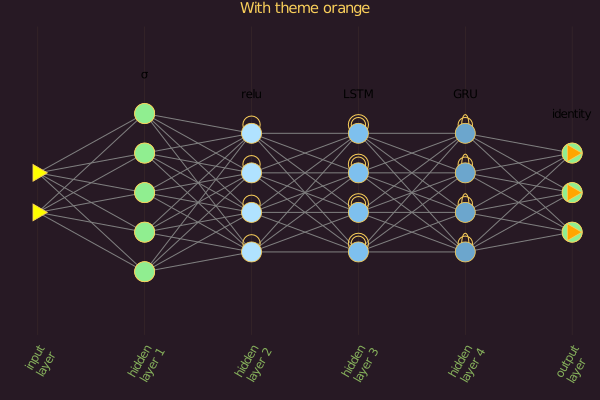 With theme orange
σ
relu
LSTM
GRU
identity
input
layer
hidden
layer 1
hidden
layer 2
hidden
layer 3
hidden
layer 4
output
layer